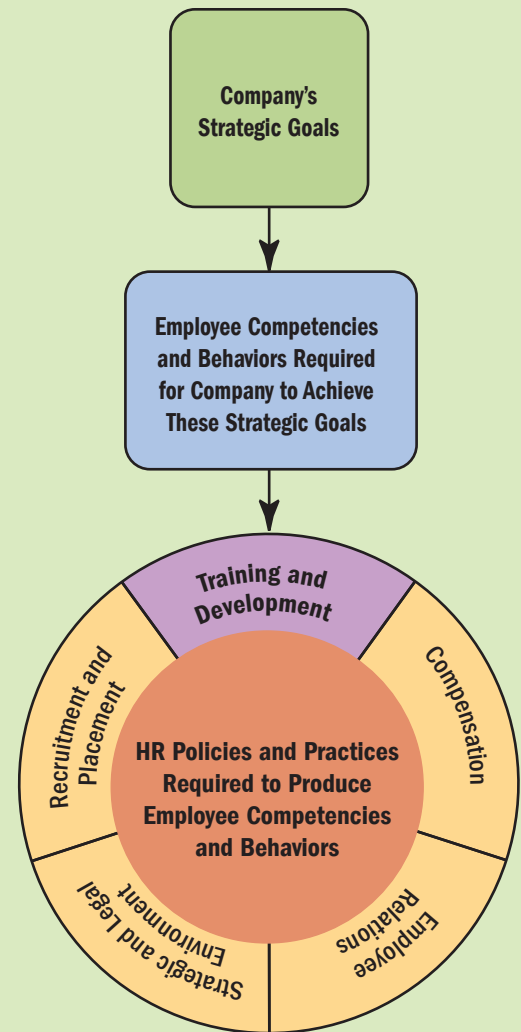 Company's
Strategic Goals
Employee Competencies
and Behaviors Required
for Company to Achieve
These Strategic Goals
Training and
Development
Compensation
Employee
Relations
Strategic and Legal
Environment
Recruitment and
Placement
HR Policies and Practices
Required to Produce
Employee Competencies
and Behaviors